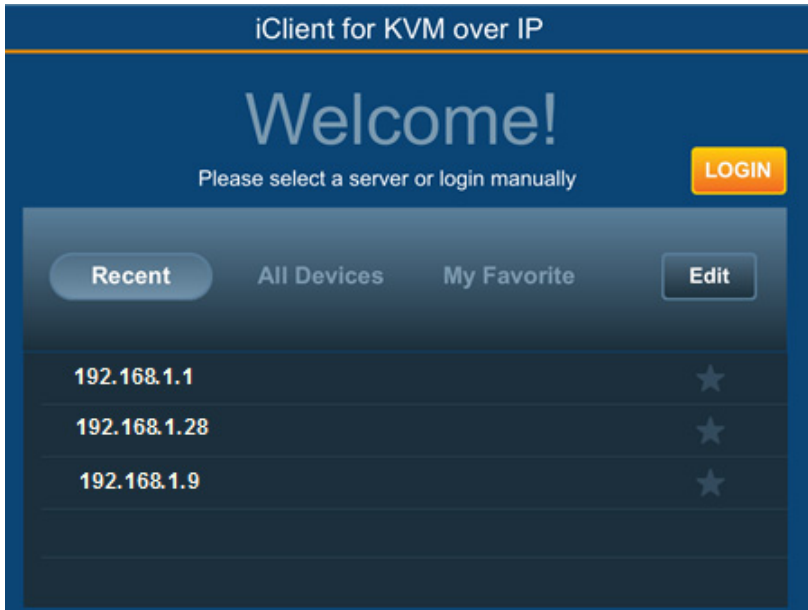 iClient for KVM over IP
Welcome!
Please select a server or login manually
LOGIN
Recent All Devices My Favorite Edit
192.168.1.1
192.168.1.28
192.168.1.9